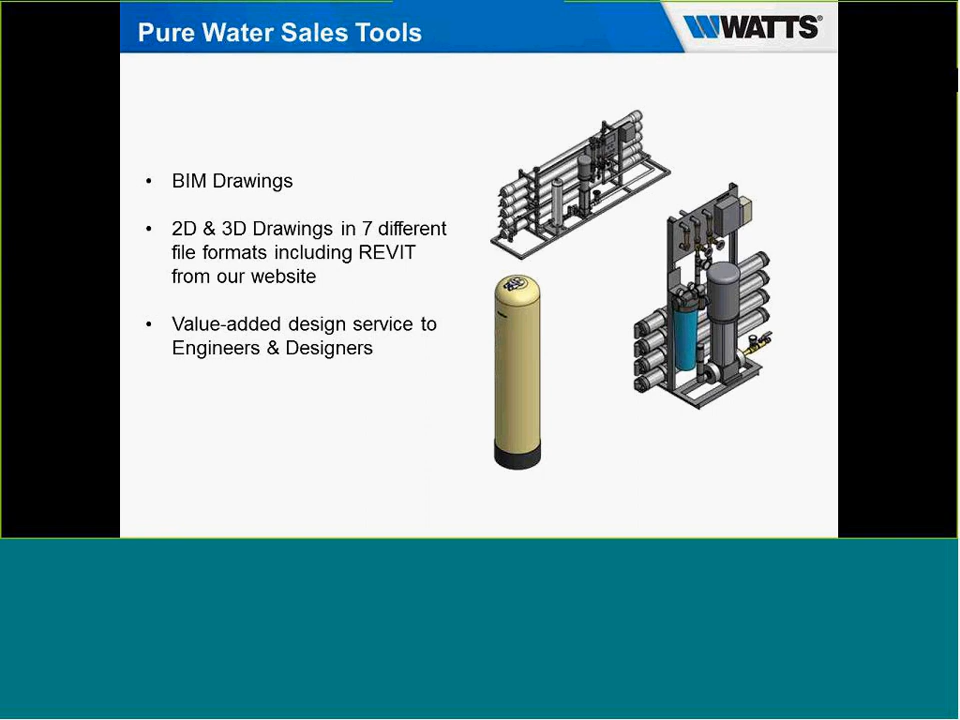 Pure Water Sales Tools
WATTS®
• BIM Drawings
• 2D & 3D Drawings in 7 different
file formats including REVIT
from our website
• Value-added design service to
Engineers & Designers